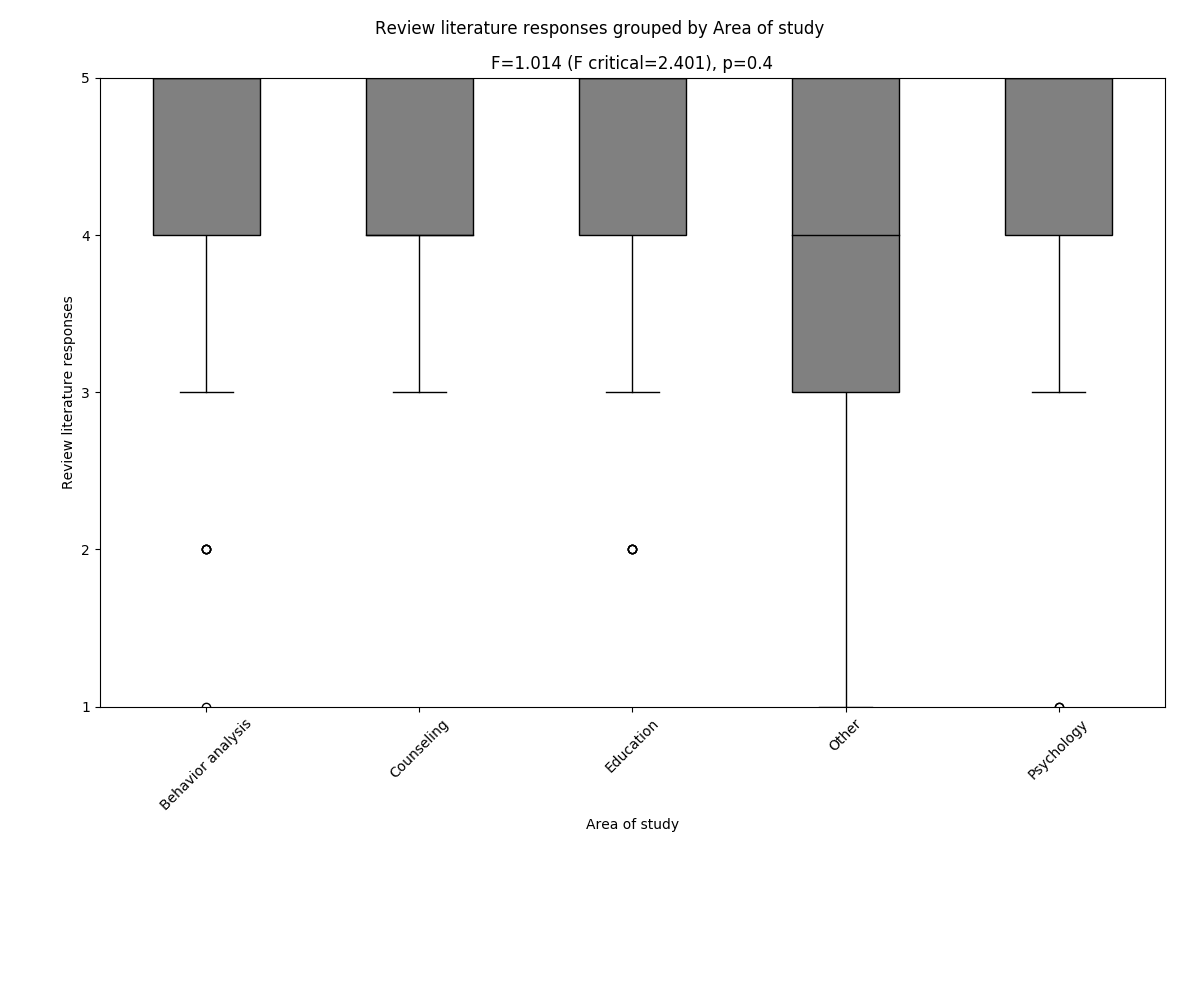 Review literature responses grouped by Area of study
F=1.014 (F critical=2.401), p=0.4
5
4
3
2
1
Review literature responses
Behavior analysis
Counseling
Education
Other
Psychology
Area of study